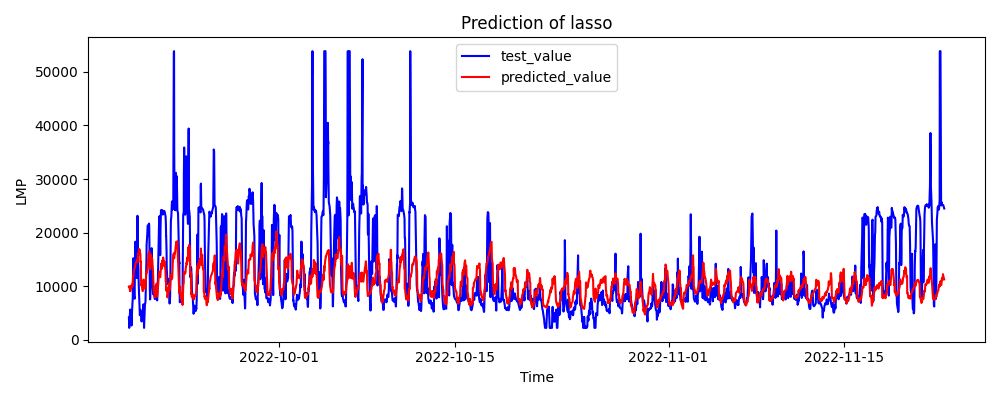 Prediction of lasso
test_value
predicted_value
LMP
50000
40000
30000
20000
10000
0
2022-10-01
2022-10-15
2022-11-01
2022-11-15
Time